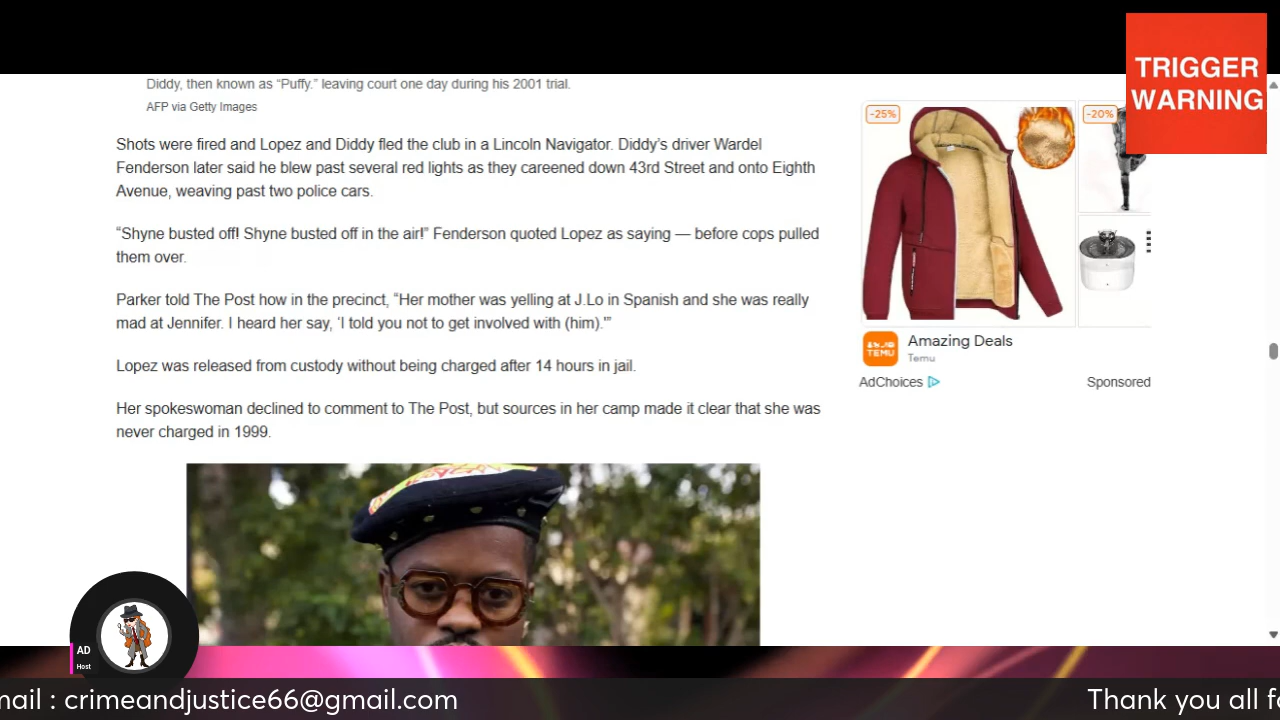 TRIGGER
WARNING
Diddy, then known as “Puffy.” leaving court one day during his 2001 trial.
AFP via Getty Images
Shots were fired and Lopez and Diddy fled the club in a Lincoln Navigator. Diddy’s driver Wardel
Fenderson later said he blew past several red lights as they careened down 43rd Street and onto Eighth
Avenue, weaving past two police cars.
“Shyne busted off! Shyne busted off in the air!” Fenderson quoted Lopez as saying — before cops pulled
them over.
Parker told The Post how in the precinct, “Her mother was yelling at J.Lo in Spanish and she was really
mad at Jennifer. I heard her say, ‘I told you not to get involved with (him).’”
Lopez was released from custody without being charged after 14 hours in jail.
Her spokeswoman declined to comment to The Post, but sources in her camp made it clear that she was
never charged in 1999.
-25%
-20%
TEMU
Amazing Deals
Temu
AdChoices
Sponsored
AD
Host
mail : crimeandjustice66@gmail.com
Thank you all fo